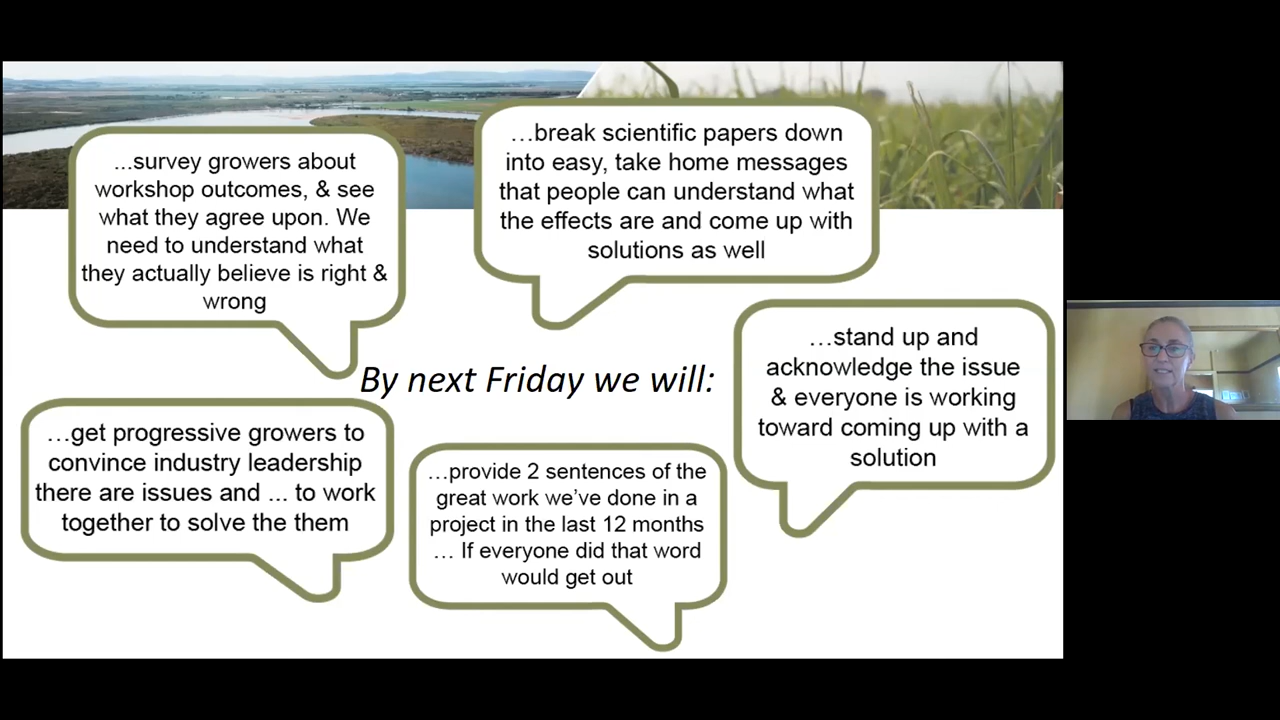 ...survey growers about
workshop outcomes, & see
what they agree upon. We
need to understand what
they actually believe is right &
wrong
…break scientific papers down
into easy, take home messages
that people can understand what
the effects are and come up with
solutions as well
…stand up and
acknowledge the issue
& everyone is working
toward coming up with a
solution
By next Friday we will:
…get progressive growers to
convince industry leadership
there are issues and ... to work
together to solve the them
…provide 2 sentences of the
great work we’ve done in a
project in the last 12 months
… If everyone did that word
would get out